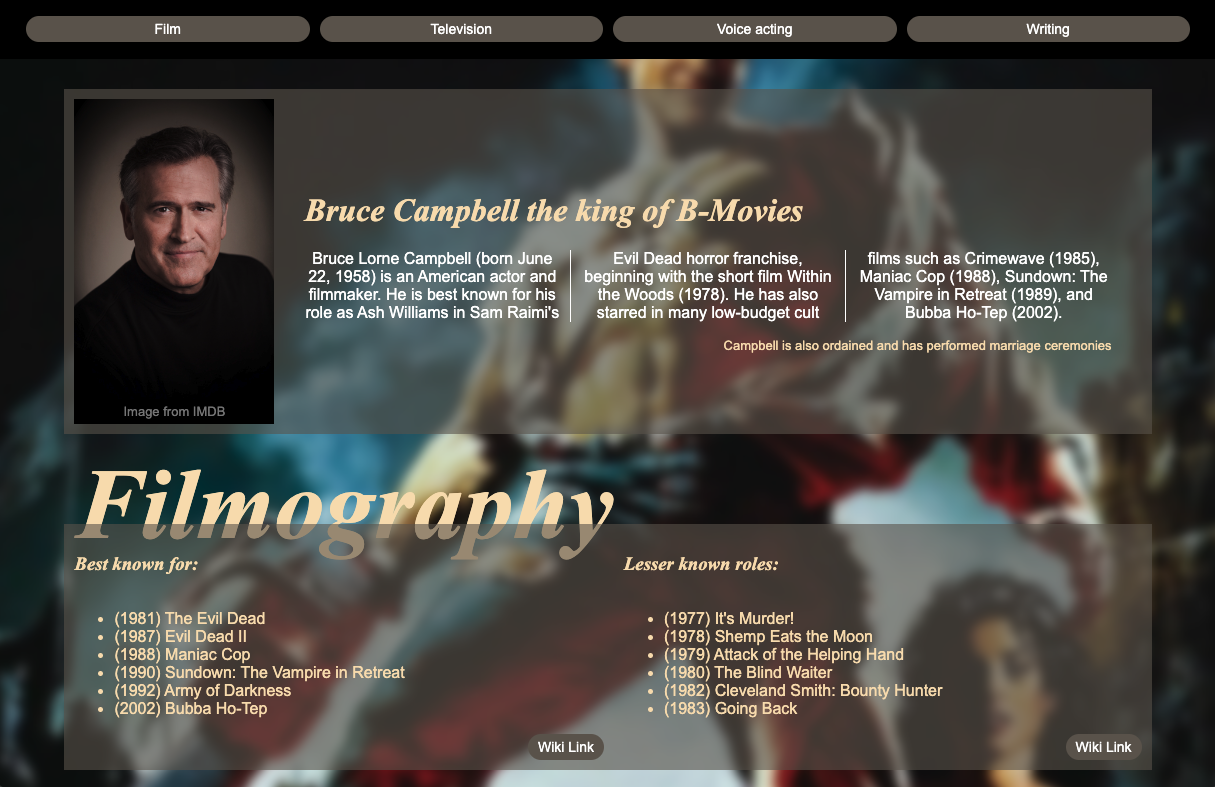 Film
Television
Voice acting
Writing
Image from IMDB
Bruce Campbell the king of B-Movies
Bruce Lorne Campbell (born June
22, 1958) is an American actor and
filmmaker. He is best known for his
role as Ash Williams in Sam Raimi's
Evil Dead horror franchise,
beginning with the short film Within
the Woods (1978). He has also
starred in many low-budget cult
films such as Crimewave (1985),
Maniac Cop (1988), Sundown: The
Vampire in Retreat (1989), and
Bubba Ho-Tep (2002).
Campbell is also ordained and has performed marriage ceremonies
Filmography
Best known for:
• (1981) The Evil Dead
• (1987) Evil Dead II
• (1988) Maniac Cop
• (1990) Sundown: The Vampire in Retreat
• (1992) Army of Darkness
• (2002) Bubba Ho-Tep
Wiki Link
Lesser known roles:
• (1977) It's Murder!
• (1978) Shemp Eats the Moon
• (1979) Attack of the Helping Hand
• (1980) The Blind Waiter
• (1982) Cleveland Smith: Bounty Hunter
• (1983) Going Back
Wiki Link